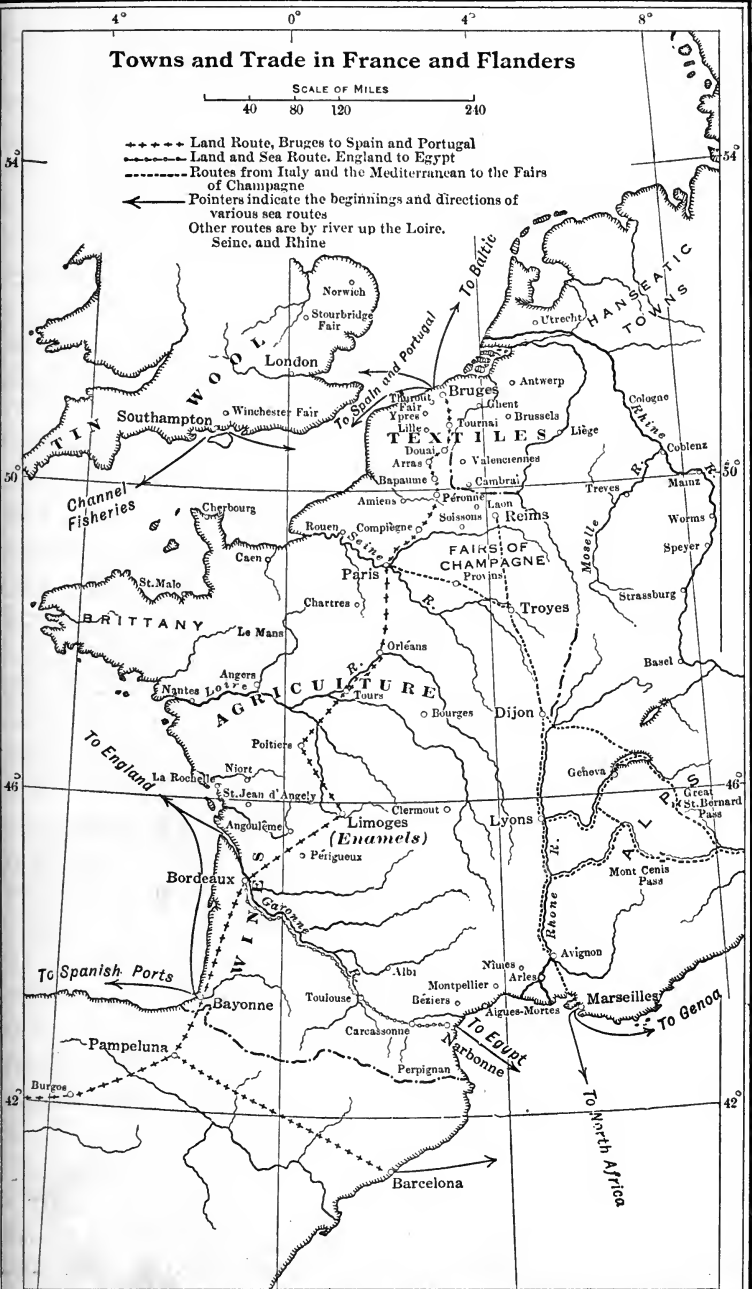 4° 0° 4° 8°
Towns and Trade in France and Flanders
SCALE OF MILES
40 80 120 240
Land Route, Bruges to Spain and Portugal
Land and Sea Route. England to Egypt
Routes from Italy and the Mediterranean to the Fairs
of Champagne
Pointers indicate the beginnings and directions of
various sea routes
Other routes are by river up the Loire.
Seine. and Rhine
54° 54°
To Baltic
HANSEATIC
TOWNS
Norwich
Stourbridge
Fair
Utrecht
WOOL
London
To Spain and Portugal
Antwerp
Bruges
Thurout
Fair
Ghent
Cologne
TIN
Southampton
Winchester Fair
Ypres
Brussels
Rhine
Lille
Tournai
TEXTILES
Liège
Douai
Coblenz
Arras
Valenciennes
R.
R.
50°
Channel
Fisheries
Bapaume
Cambrai
Mainz
Treves
Cherbourg
Amiens
Péronne
Laon
Rouen
Compiègne
Soissons
Reims
Worms
Seine
Moselle
Caen
FAIRS OF
CHAMPAGNE
Speyer
Paris
Provins
St.Malo
Chartres
R.
Troyes
Strassburg
BRITTANY
Le Mans
Orléans
Basel
Angers
R.
Nantes
Loire
Tours
AGRICULTURE
Bourges
Dijon
To England
Poitiers
Niort
Geneva
La Rochelle
46° 46°
St.Jean d'Angely
Clermout
Great
St.Bernard
Pass
Limoges
Lyons
ALPS
Angoulême
(Enamels)
R.
Périgueux
Mont Cenis
Pass
Bordeaux
WINES
Garonne
Rhone
Avignon
To Spanish Ports
R.
Albi
Nîmes
Arles
Montpellier
Toulouse
Béziers
Marseilles
Bayonne
Aigues-Mortes
To Genoa
Carcassonne
To Egypt
Narbonne
Pampeluna
Perpignan
Burgos
42° 42°
To North Africa
Barcelona